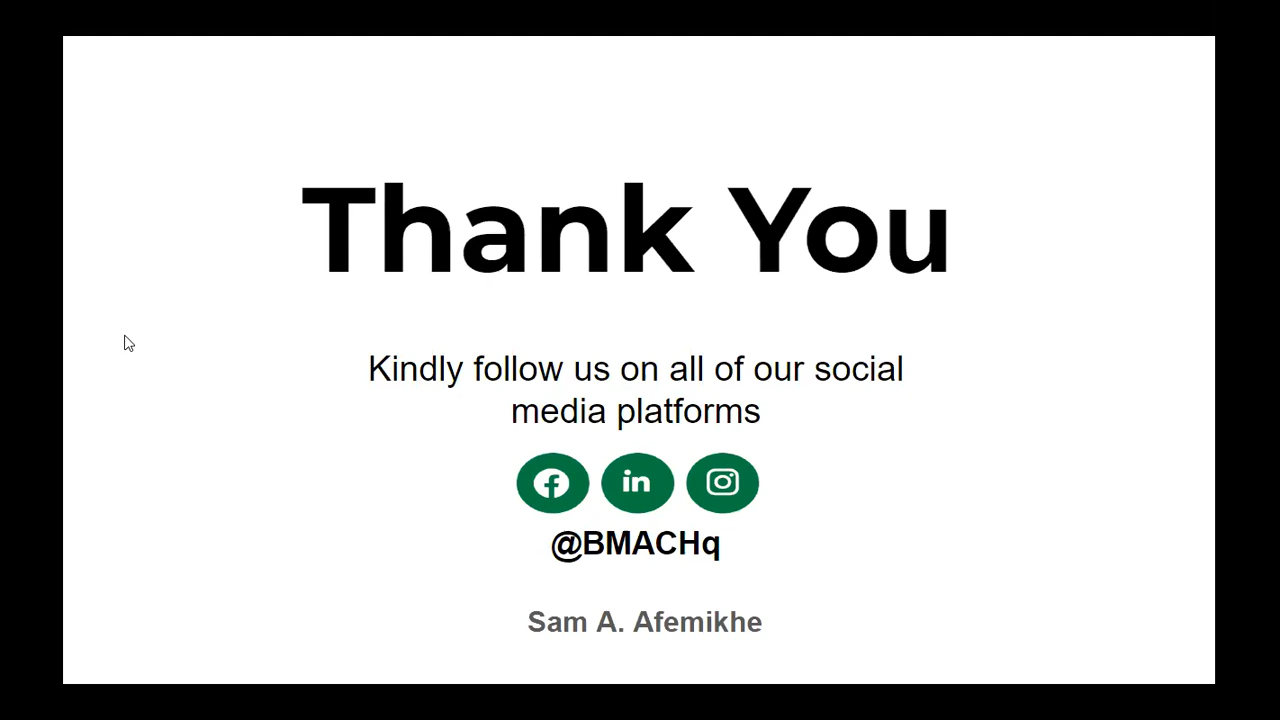 Thank You
Kindly follow us on all of our social
media platforms
@BMACHq
Sam A. Afemikhe